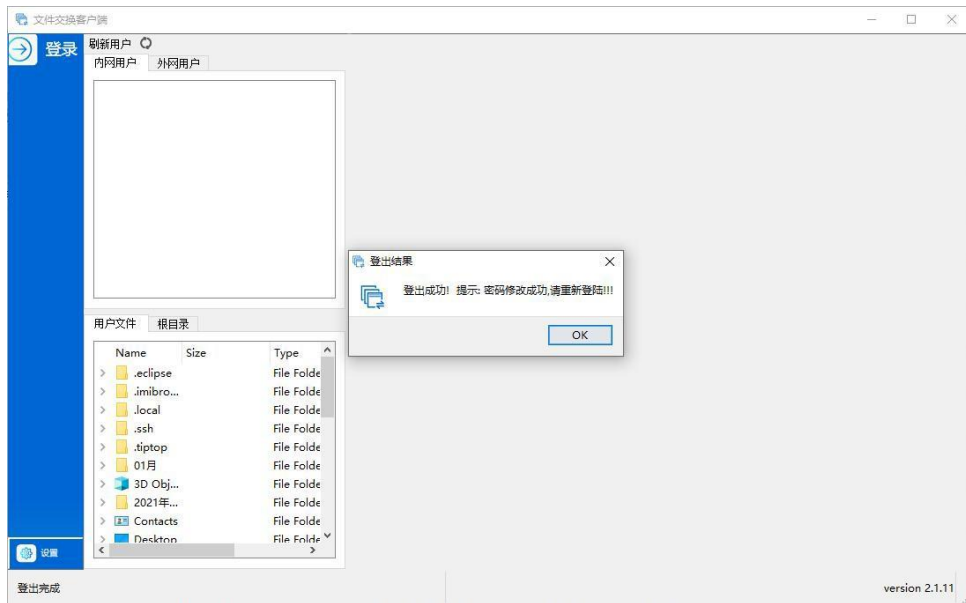 文件交换客户端
登录
刷新用户
内网用户 外网用户
登出结果
登出成功! 提示: 密码修改成功,请重新登陆!!!
OK
用户文件 根目录
Name Size Type
.eclipse File Folde
.imibro... File Folde
.local File Folde
.ssh File Folde
.tiptop File Folde
01月 File Folde
3D Obj... File Folde
2021年... File Folde
Contacts File Folde
Desktop File Folde
设置
登出完成 version 2.1.11